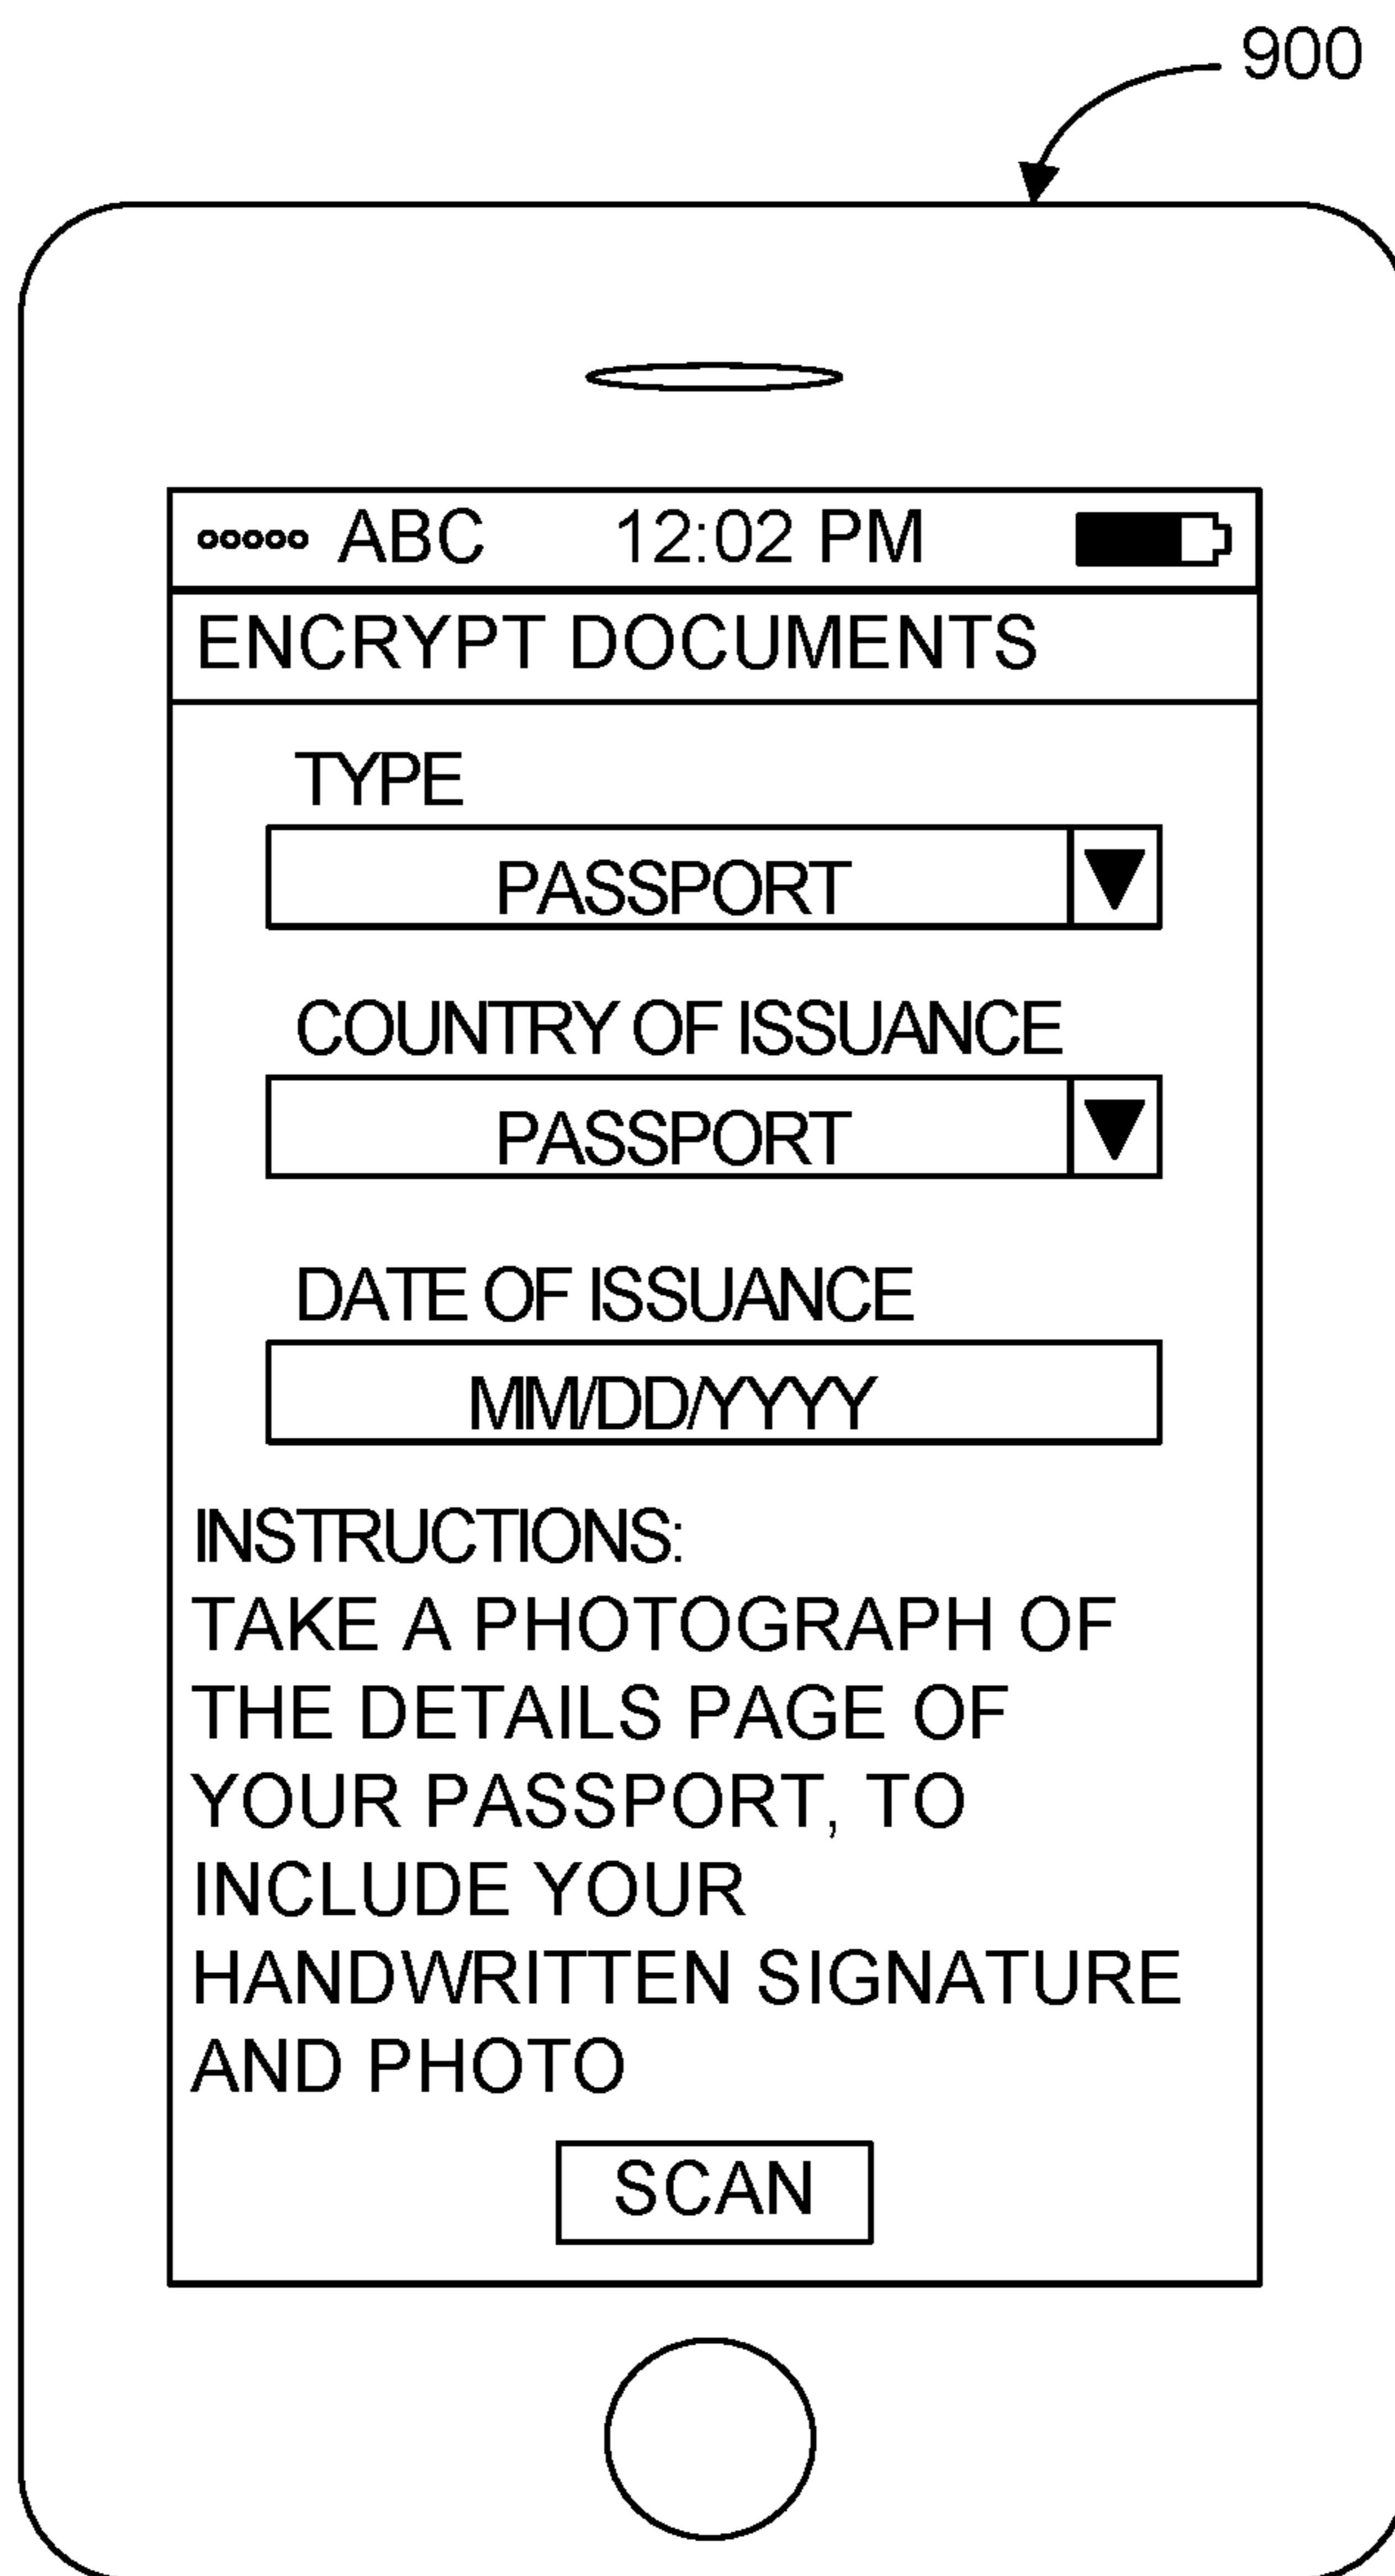 900
ABC 12:02 PM
ENCRYPT DOCUMENTS
TYPE
PASSPORT
COUNTRY OF ISSUANCE
PASSPORT
DATE OF ISSUANCE
MM/DD/YYYY
INSTRUCTIONS:
TAKE A PHOTOGRAPH OF
THE DETAILS PAGE OF
YOUR PASSPORT, TO
INCLUDE YOUR
HANDWRITTEN SIGNATURE
AND PHOTO
SCAN